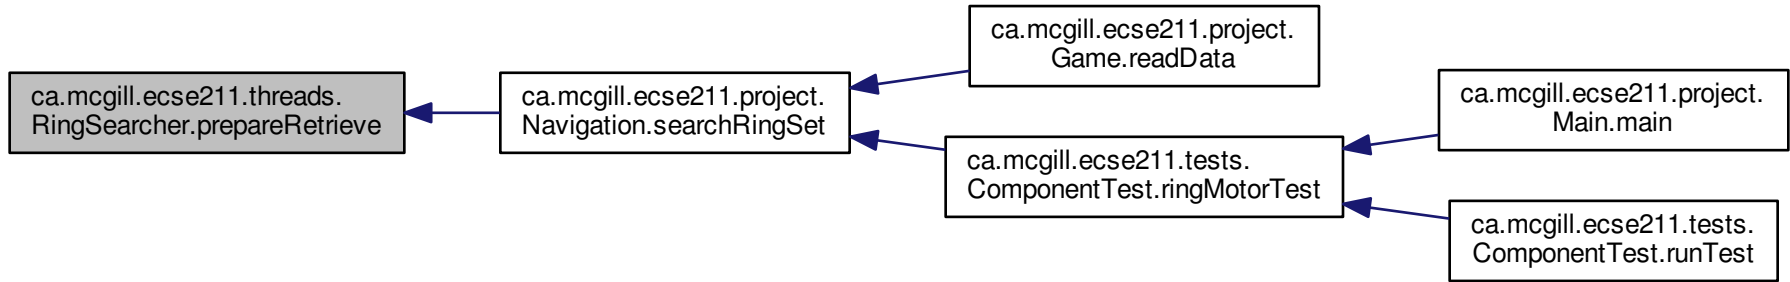 ca.mcgill.ecse211.threads.
RingSearcher.prepareRetrieve
ca.mcgill.ecse211.project.
Navigation.searchRingSet
ca.mcgill.ecse211.project.
Game.readData
ca.mcgill.ecse211.tests.
ComponentTest.ringMotorTest
ca.mcgill.ecse211.project.
Main.main
ca.mcgill.ecse211.tests.
ComponentTest.runTest